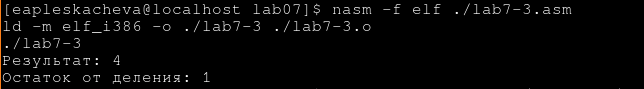 [eapleskacheva@localhost lab07]$ nasm -f elf ./lab7-3.asm
ld -m elf_i386 -o ./lab7-3 ./lab7-3.o
./lab7-3
Результат: 4
Остаток от деления: 1